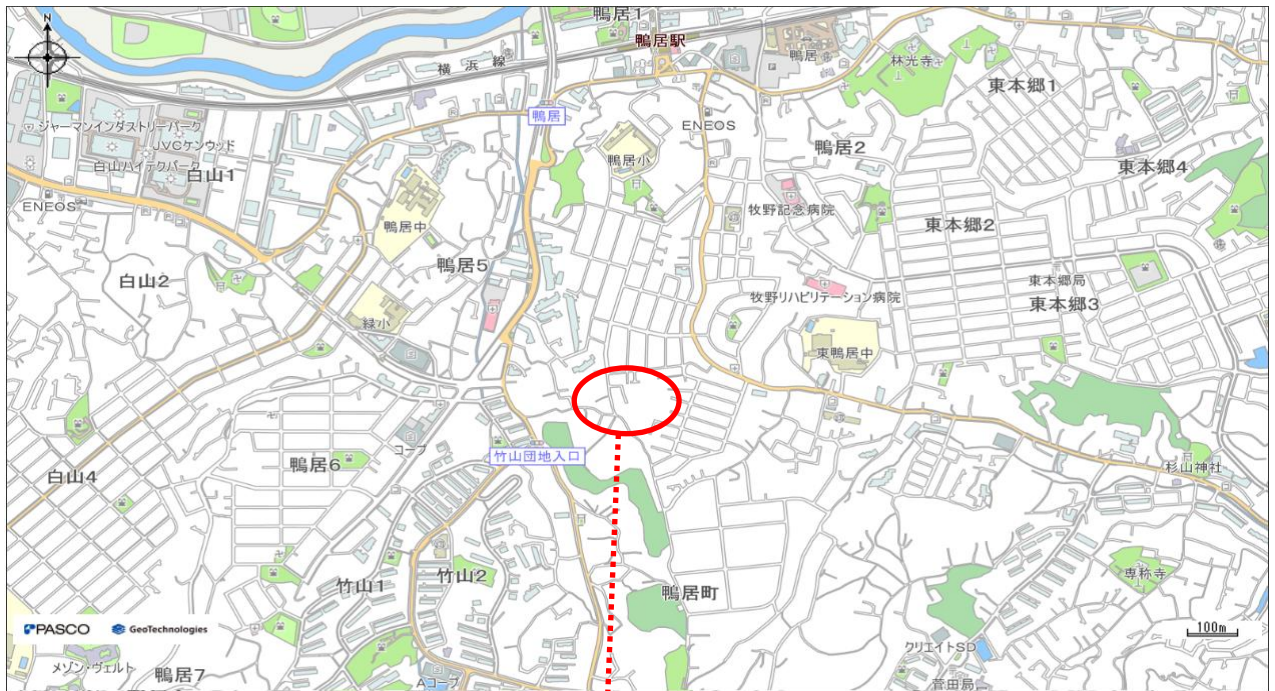 N
鴨居1
鴨居駅
鴨居
林光寺
横浜線
東本郷1
ジャーマンインダストリーパーク
鴨居
ENEOS
JVCケンウッド
鴨居小
鴨居2
東本郷4
白山ハイテクパーク
白山1
ENEOS
牧野記念病院
東本郷2
鴨居中
鴨居5
白山2
東本郷局
牧野リハビリテーション病院
東本郷3
緑小
東鴨居中
コープ
竹山団地入口
鴨居6
白山4
杉山神社
竹山2
竹山1
専称寺
鴨居町
PASCO
GeoTechnologies
100m
クリエイトSD
メゾン・ヴェルト
鴨居7
Aコープ
菅田局